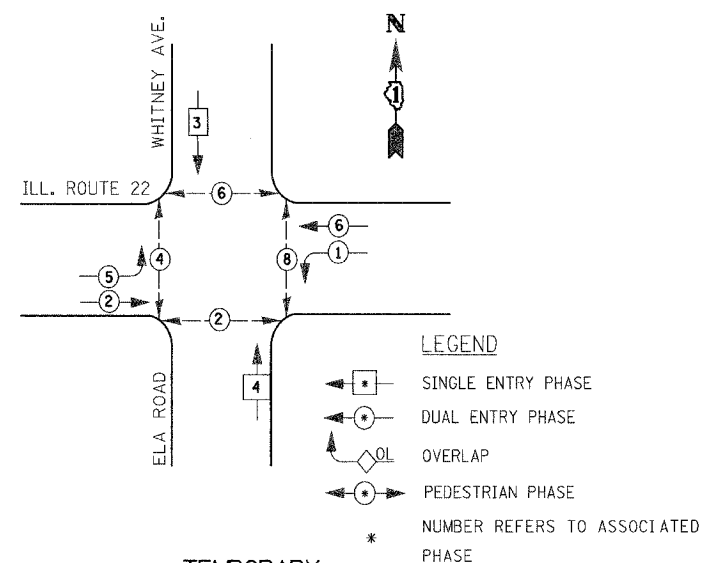 WHITNEY AVE.
N
1
3
ILL. ROUTE 22
6
6
4
8
1
5
2
2
4
ELA ROAD
LEGEND
* SINGLE ENTRY PHASE
* DUAL ENTRY PHASE
OL OVERLAP
* PEDESTRIAN PHASE
* NUMBER REFERS TO ASSOCIATED
PHASE
TEMPORARY